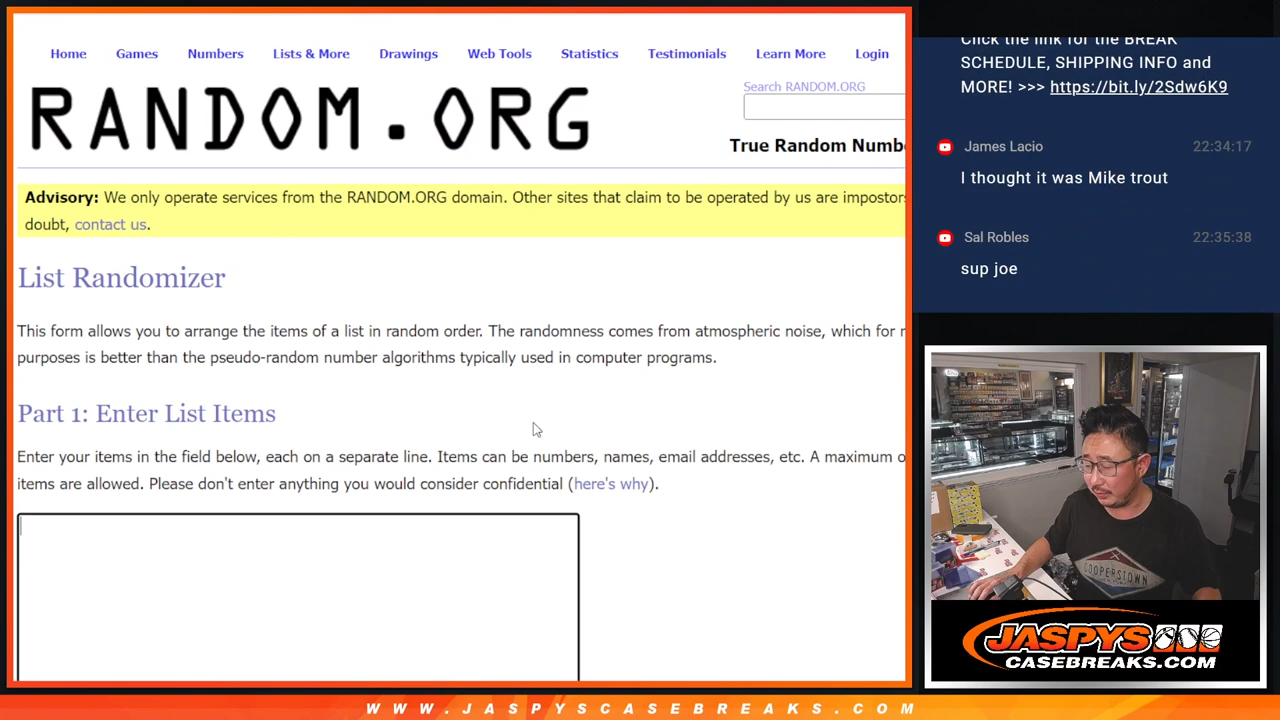 Home Games Numbers Lists & More Drawings Web Tools Statistics Testimonials Learn More Login
RANDOM.ORG
Search RANDOM.ORG
True Random Numbe
Advisory: We only operate services from the RANDOM.ORG domain. Other sites that claim to be operated by us are impostors
doubt, contact us.
List Randomizer
This form allows you to arrange the items of a list in random order. The randomness comes from atmospheric noise, which for
purposes is better than the pseudo-random number algorithms typically used in computer programs.
Part 1: Enter List Items
Enter your items in the field below, each on a separate line. Items can be numbers, names, email addresses, etc. A maximum
items are allowed. Please don't enter anything you would consider confidential (here's why).
Click the link for the BREAK
SCHEDULE, SHIPPING INFO and
MORE! >>> https://bit.ly/2Sdw6K9
James Lacio 22:34:17
I thought it was Mike trout
Sal Robles 22:35:38
sup joe
COOPERSTOWN
JASPYS
CASEBREAKS.COM
WWW.JASPYSCASEBREAKS.COM